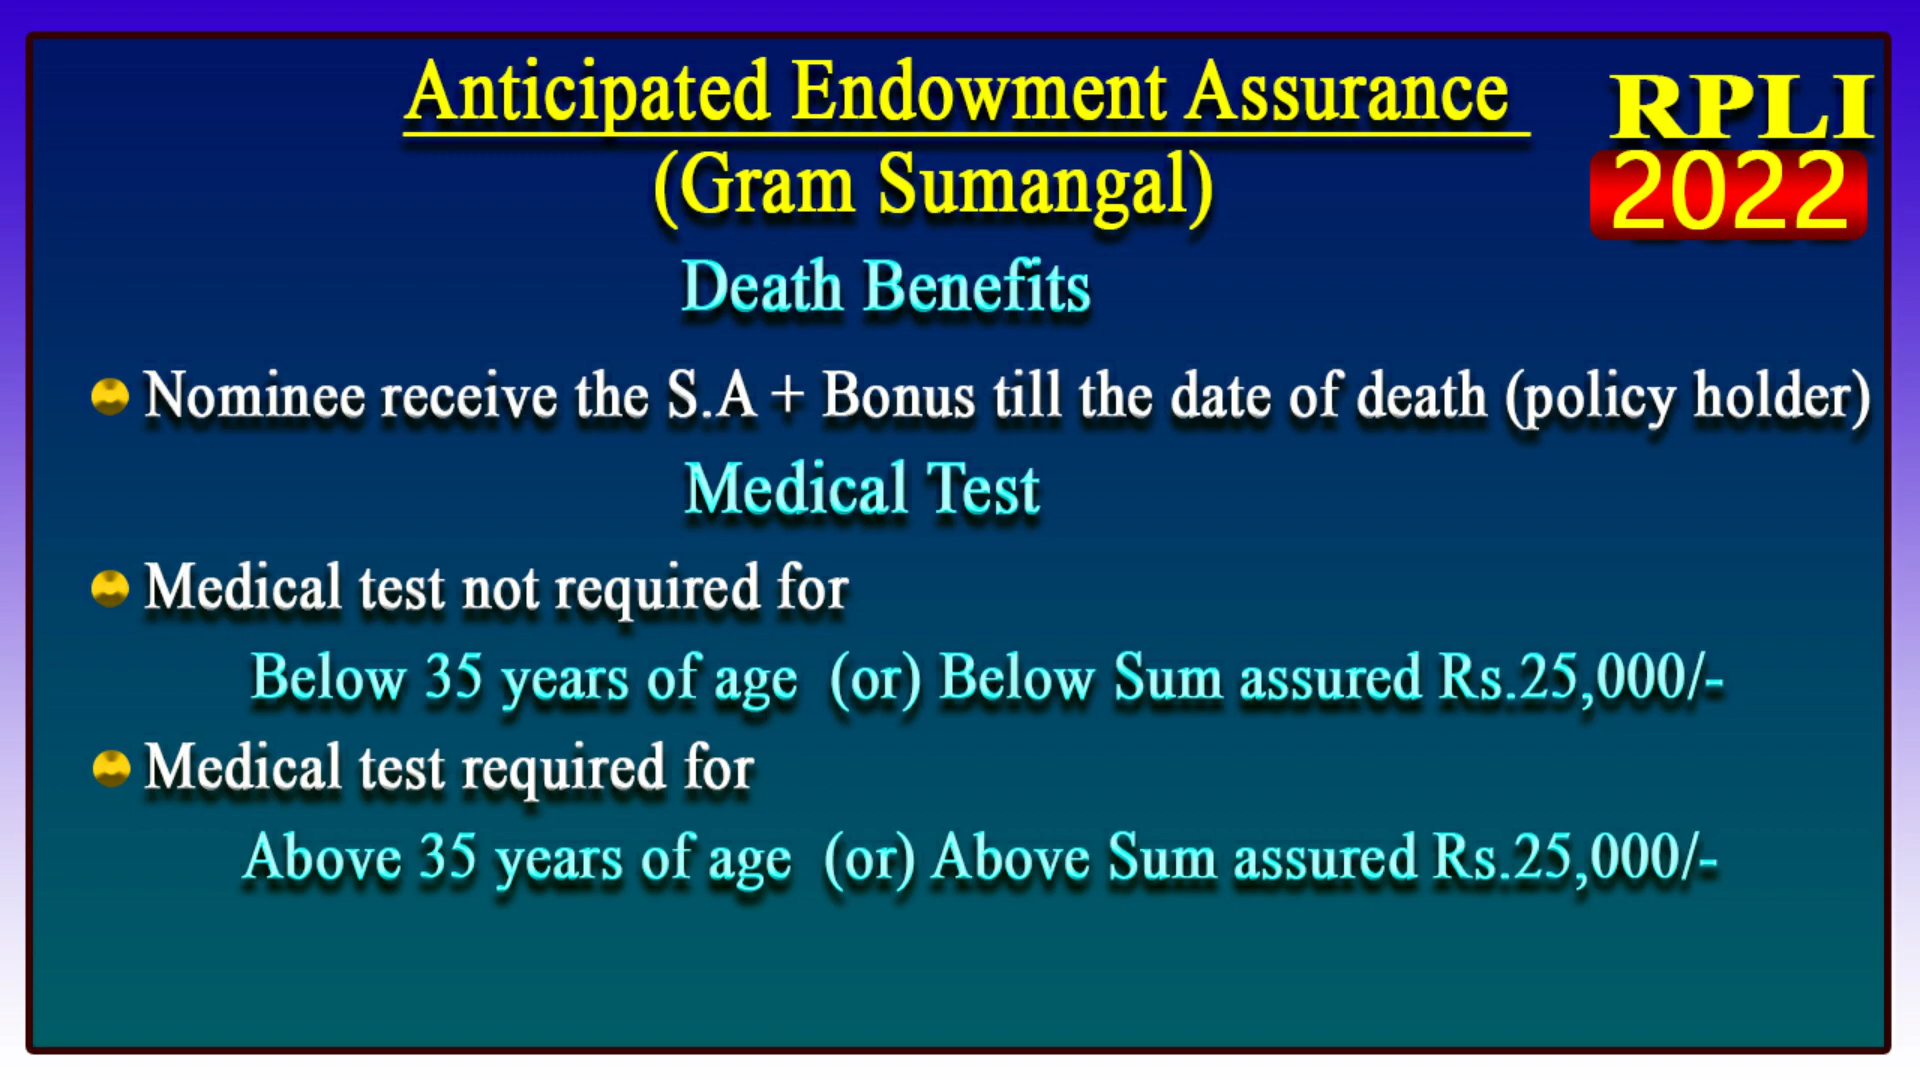 Anticipated Endowment Assurance
RPLI
(Gram Sumangal)
2022
Death Benefits
Nominee receive the S.A + Bonus till the date of death (policy holder)
Medical Test
Medical test not required for
Below 35 years of age (or) Below Sum assured Rs.25,000/-
Medical test required for
Above 35 years of age (or) Above Sum assured Rs.25,000/-